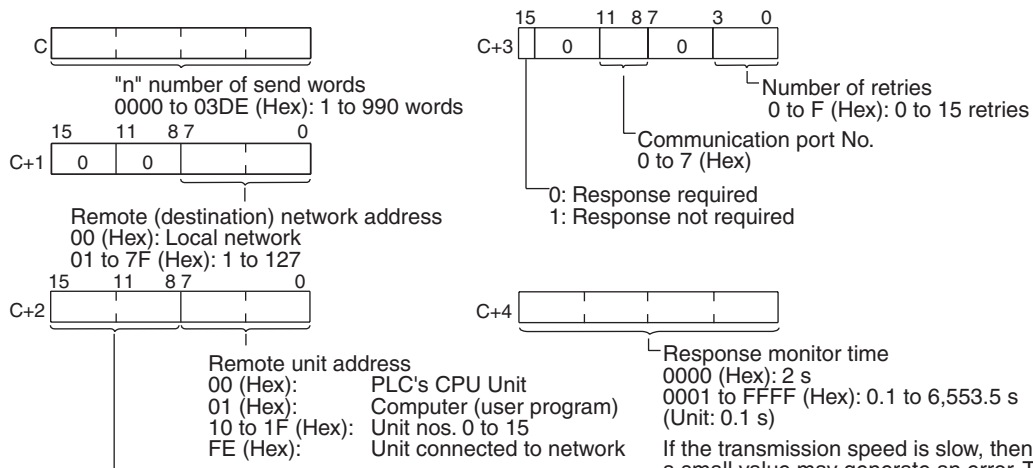 C
"n" number of send words
0000 to 03DE (Hex): 1 to 990 words
15 11 8 7 0
C+1 0 0
Remote (destination) network address
00 (Hex): Local network
01 to 7F (Hex): 1 to 127
15 11 8 7 0
C+2
Remote unit address
00 (Hex): PLC's CPU Unit
01 (Hex): Computer (user program)
10 to 1F (Hex): Unit nos. 0 to 15
FE (Hex): Unit connected to network
15 11 8 7 3 0
C+3 0 0
Number of retries
0 to F (Hex): 0 to 15 retries
Communication port No.
0 to 7 (Hex)
0: Response required
1: Response not required
C+4
Response monitor time
0000 (Hex): 2 s
0001 to FFFF (Hex): 0.1 to 6,553.5 s
(Unit: 0.1 s)
If the transmission speed is slow, then
a small value may generate an error. T